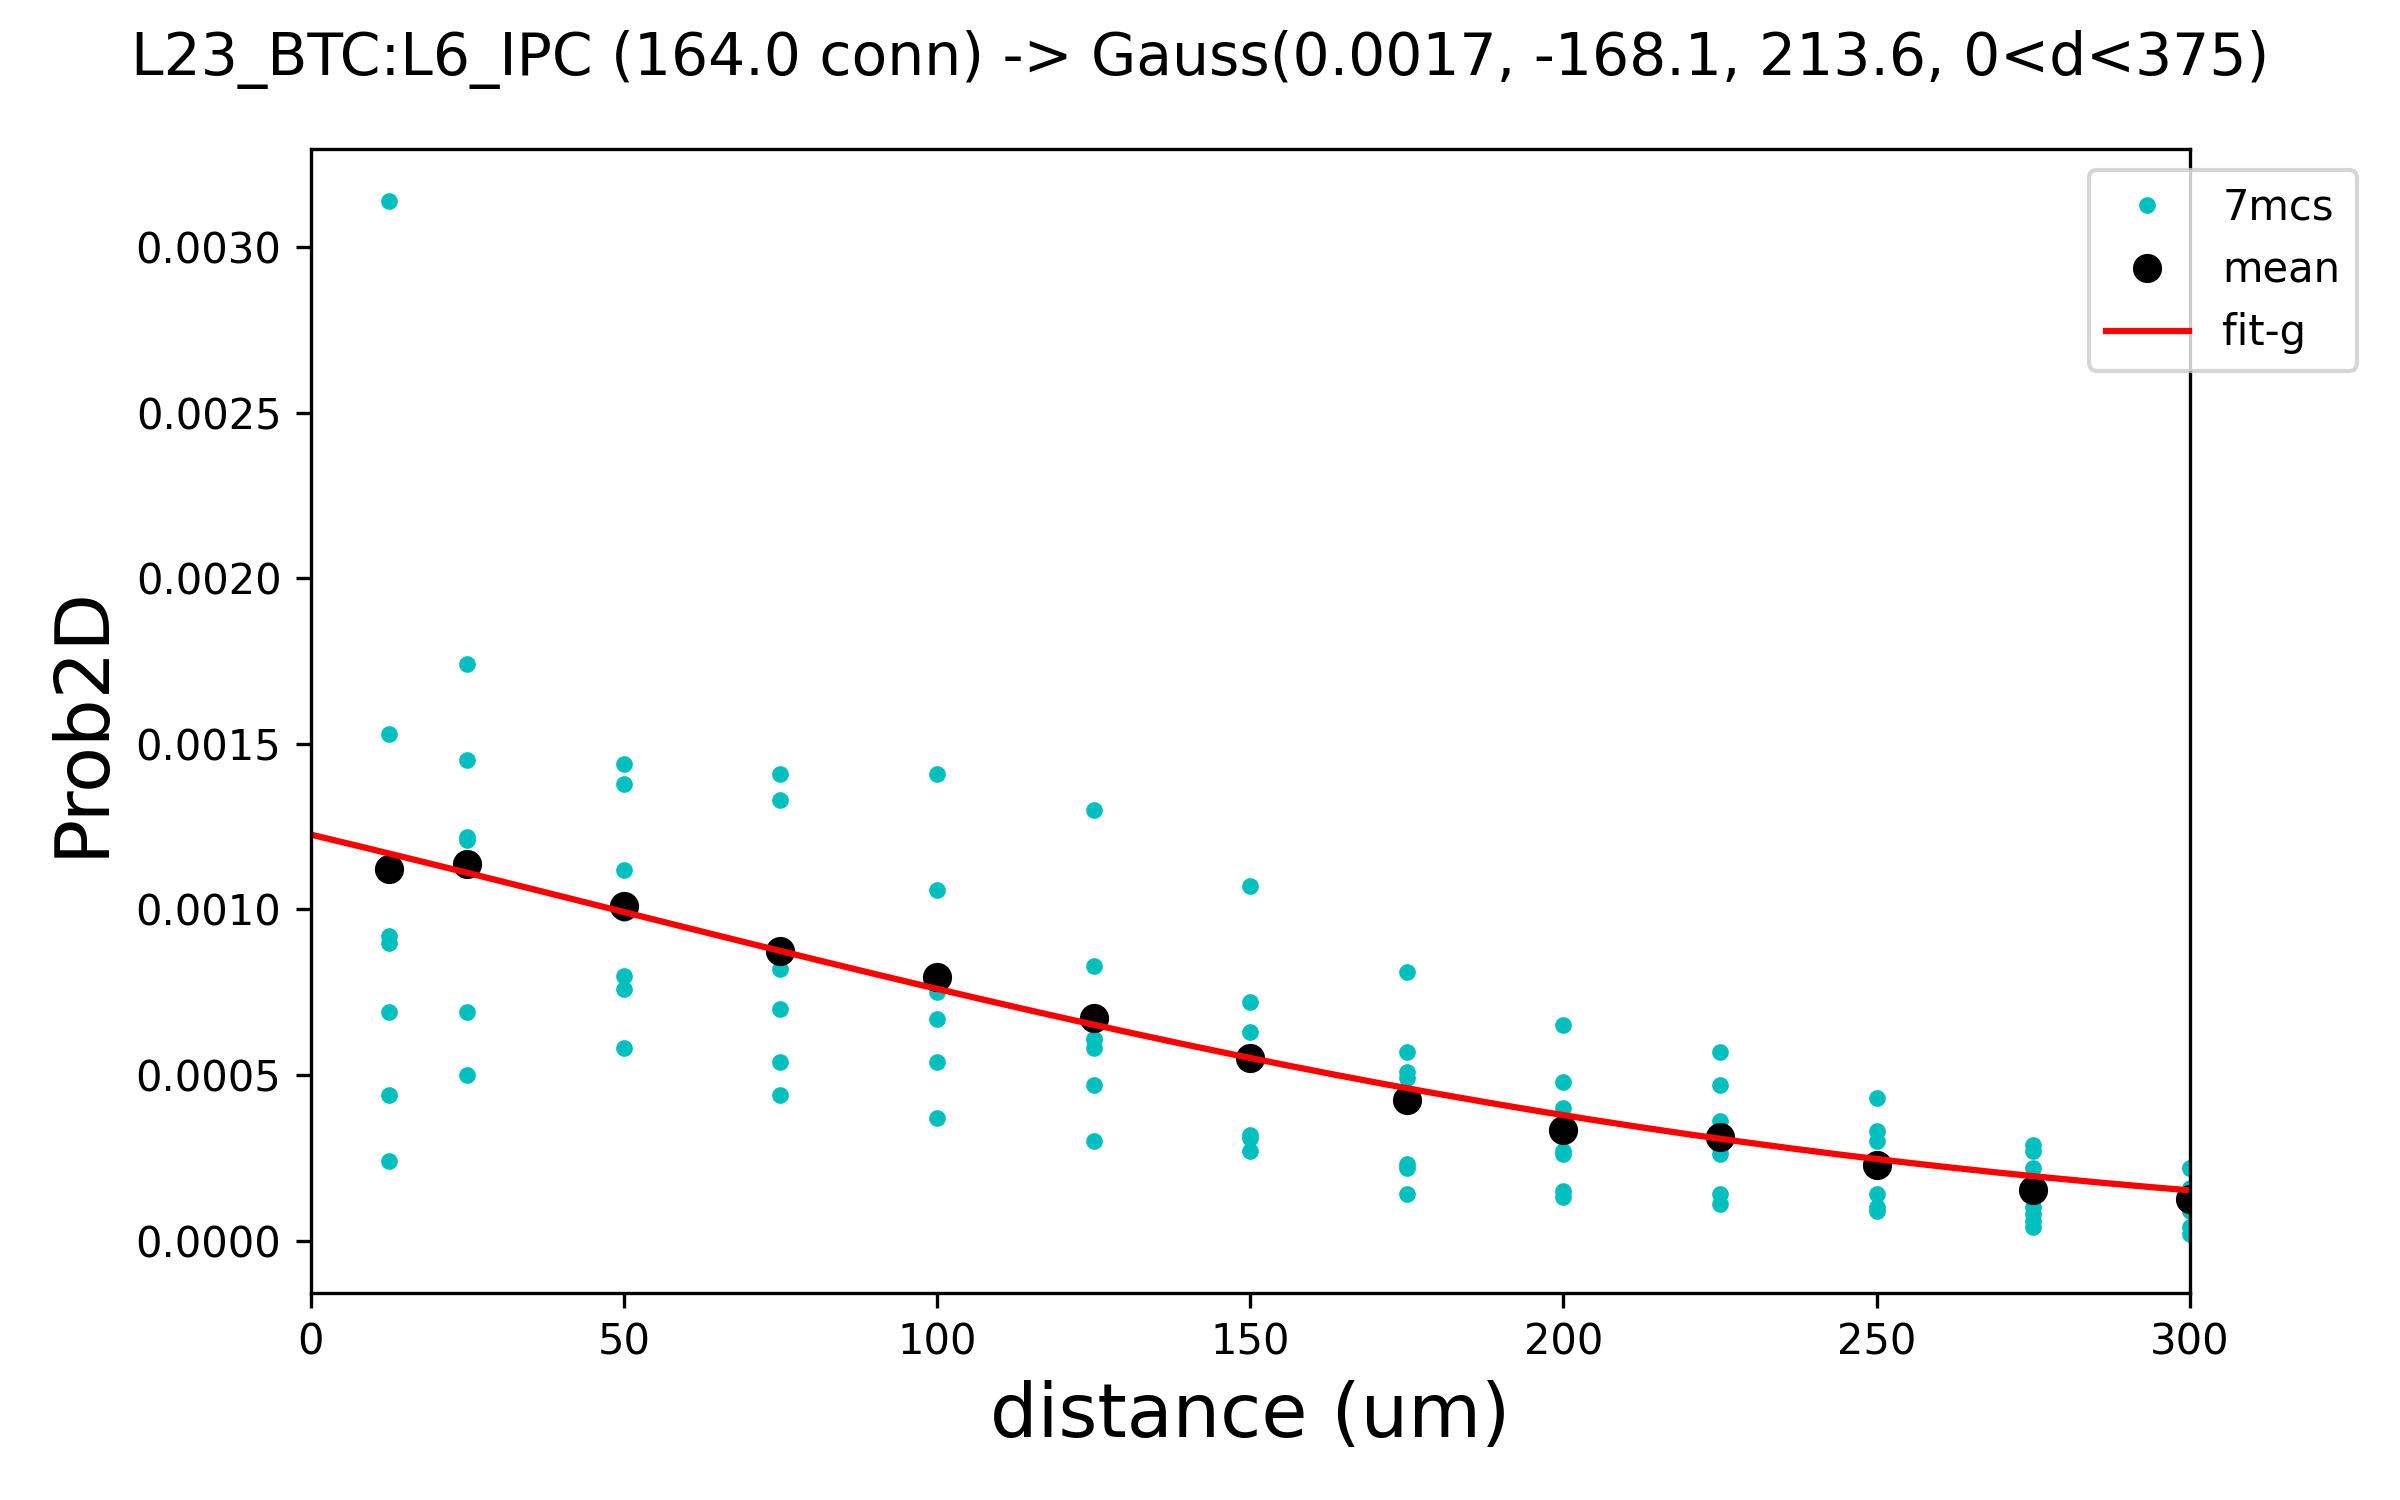 L23_BTC:L6_IPC (164.0 conn) -> Gauss(0.0017, -168.1, 213.6, 0<d<375)
7mcs
mean
fit-g
0.0030
0.0025
0.0020
0.0015
0.0010
0.0005
0.0000
Prob2D
0 50 100 150 200 250 300
distance (um)